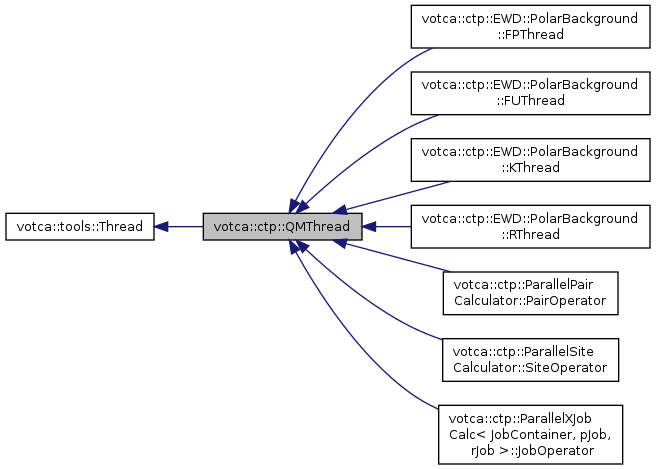 votca::ctp::EWD::PolarBackground
::FPThread
votca::ctp::EWD::PolarBackground
::FUThread
votca::ctp::EWD::PolarBackground
::KThread
votca::tools::Thread
votca::ctp::QMThread
votca::ctp::EWD::PolarBackground
::RThread
votca::ctp::ParallelPair
Calculator::PairOperator
votca::ctp::ParallelSite
Calculator::SiteOperator
votca::ctp::ParallelXJob
Calc< JobContainer, pJob,
rJob >::JobOperator